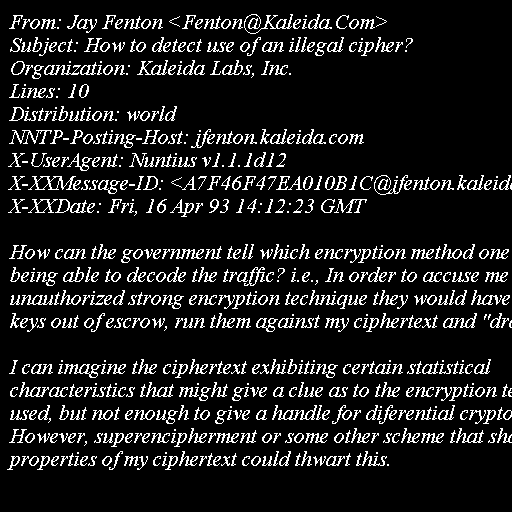 From: Jay Fenton <Fenton@Kaleida.Com>
Subject: How to detect use of an illegal cipher?
Organization: Kaleida Labs, Inc.
Lines: 10
Distribution: world
NNTP-Posting-Host: jfenton.kaleida.com
X-UserAgent: Nuntius v1.1.1d12
X-XXMessage-ID: <A7F46F47EA010B1C@jfenton.kaleida
X-XXDate: Fri, 16 Apr 93 14:12:23 GMT

How can the government tell which encryption method one
being able to decode the traffic? i.e., In order to accuse me
unauthorized strong encryption technique they would have
keys out of escrow, run them against my ciphertext and "dra

I can imagine the ciphertext exhibiting certain statistical
characteristics that might give a clue as to the encryption te
used, but not enough to give a handle for diferential crypto
However, superencipherment or some other scheme that sha
properties of my ciphertext could thwart this.